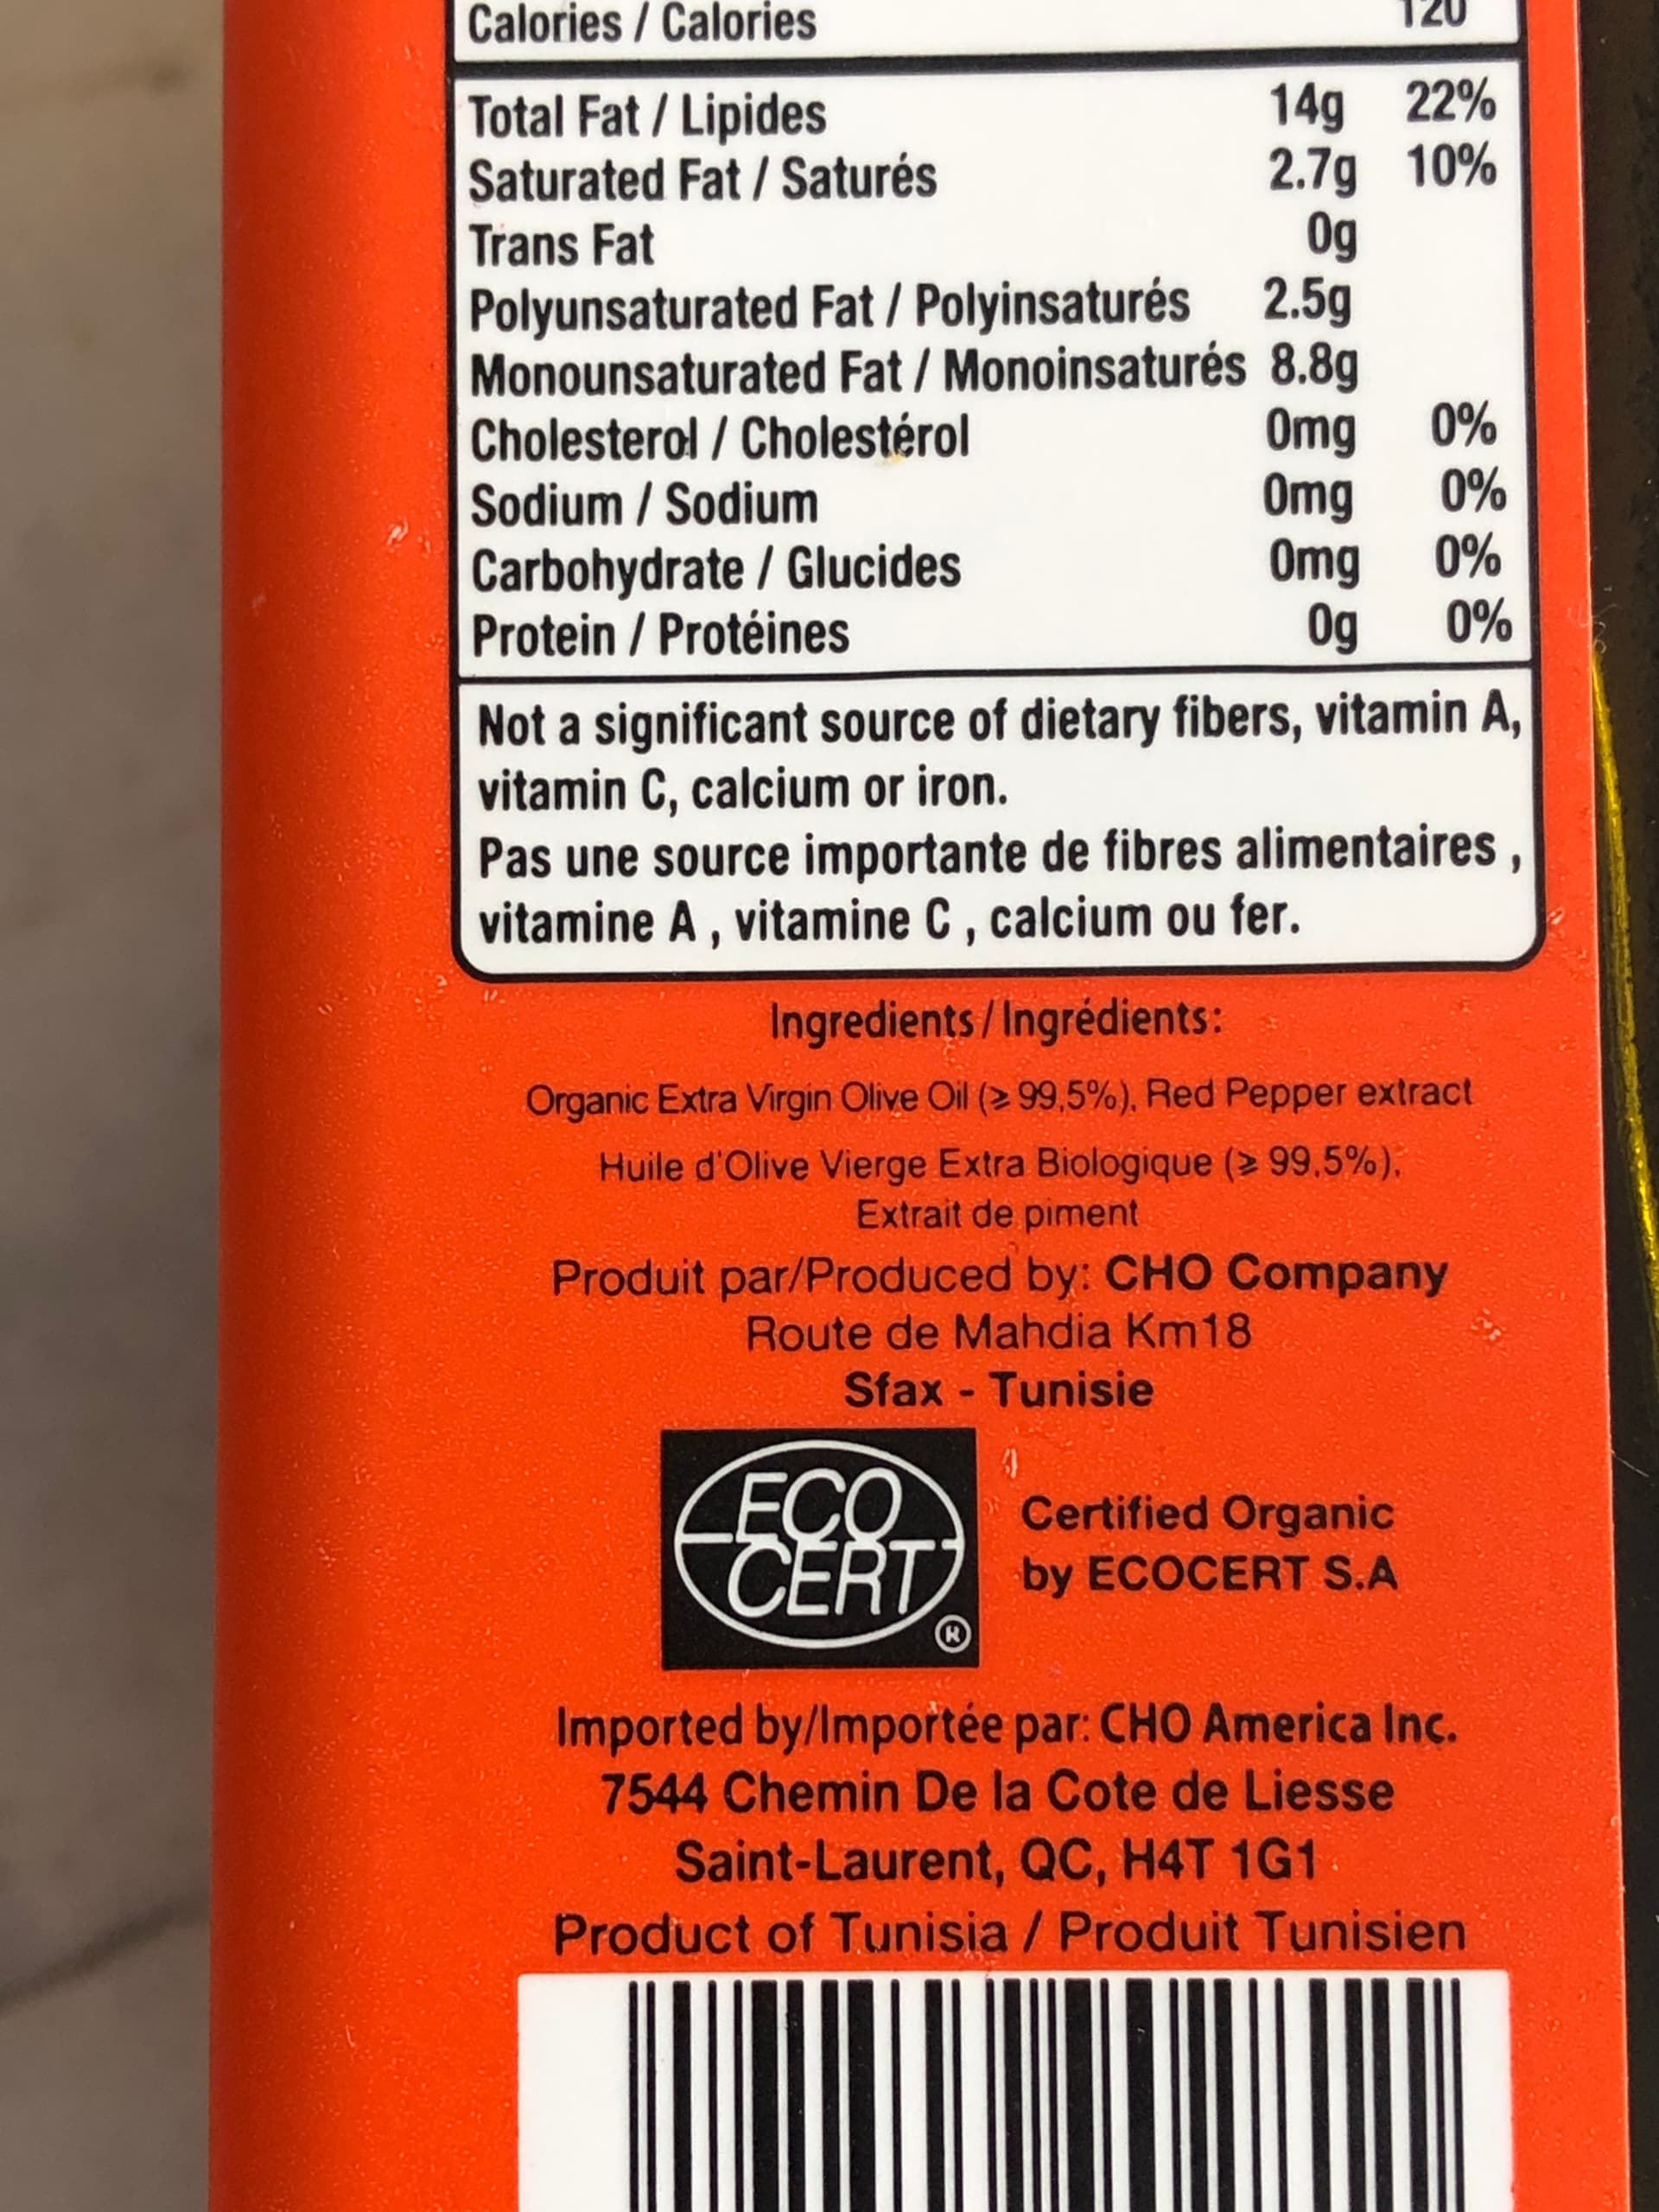 Calories / Calories 120
Total Fat / Lipides 14g 22%
Saturated Fat / Saturés 2.7g 10%
Trans Fat 0g
Polyunsaturated Fat / Polyinsaturés 2.5g
Monounsaturated Fat / Monoinsaturés 8.8g
Cholesterol / Cholestérol 0mg 0%
Sodium / Sodium 0mg 0%
Carbohydrate / Glucides 0mg 0%
Protein / Protéines 0g 0%
Not a significant source of dietary fibers, vitamin A,
vitamin C, calcium or iron.
Pas une source importante de fibres alimentaires ,
vitamine A , vitamine C , calcium ou fer.
Ingredients / Ingrédients:
Organic Extra Virgin Olive Oil (≥ 99,5%), Red Pepper extract
Huile d'Olive Vierge Extra Biologique (≥ 99,5%),
Extrait de piment
Produit par/Produced by: CHO Company
Route de Mahdia Km18
Sfax - Tunisie
ECO
CERT
®
Certified Organic
by ECOCERT S.A
Imported by/Importée par: CHO America Inc.
7544 Chemin De la Cote de Liesse
Saint-Laurent, QC, H4T 1G1
Product of Tunisia / Produit Tunisien